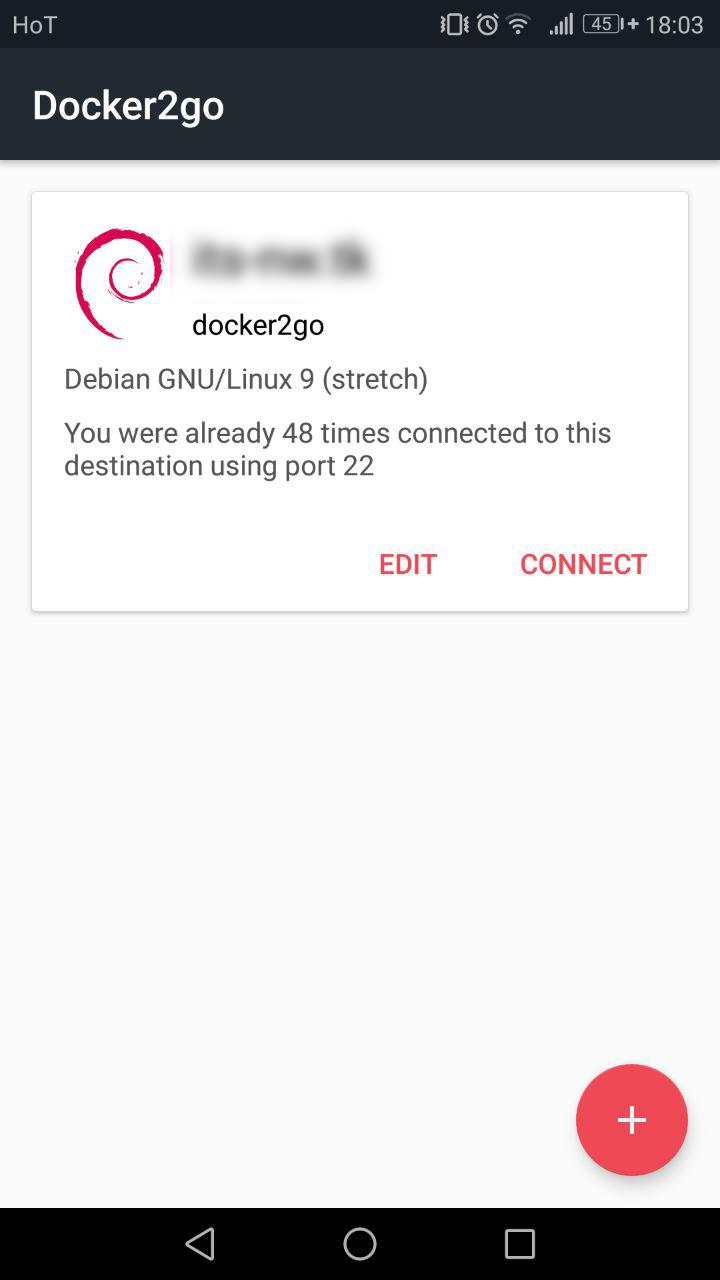 HoT
45
18:03
Docker2go
docker2go
Debian GNU/Linux 9 (stretch)
You were already 48 times connected to this
destination using port 22
EDIT
CONNECT